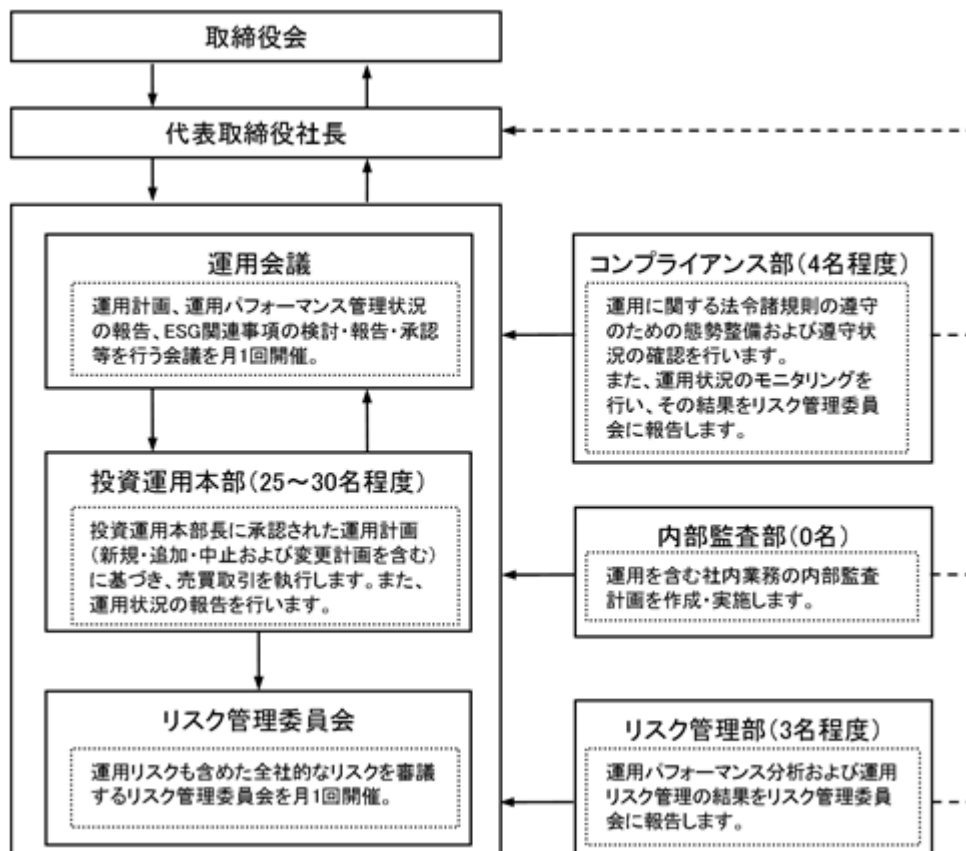 取締役会
代表取締役社長
運用会議
運用計画、運用パフォーマンス管理状況
の報告、ESG関連事項の検討・報告・承認
等を行う会議を月1回開催。
投資運用本部(25～30名程度)
投資運用本部長に承認された運用計画
(新規・追加・中止および変更計画を含む)
に基づき、売買取引を執行します。また、
運用状況の報告を行います。
リスク管理委員会
運用リスクも含めた全社的なリスクを審議
するリスク管理委員会を月1回開催。
コンプライアンス部(4名程度)
運用に関する法令諸規則の遵守
のための態勢整備および遵守状
況の確認を行います。
また、運用状況のモニタリングを
行い、その結果をリスク管理委員
会に報告します。
内部監査部(0名)
運用を含む社内業務の内部監査
計画を作成・実施します。
リスク管理部(3名程度)
運用パフォーマンス分析および運用
リスク管理の結果をリスク管理委員
会に報告します。